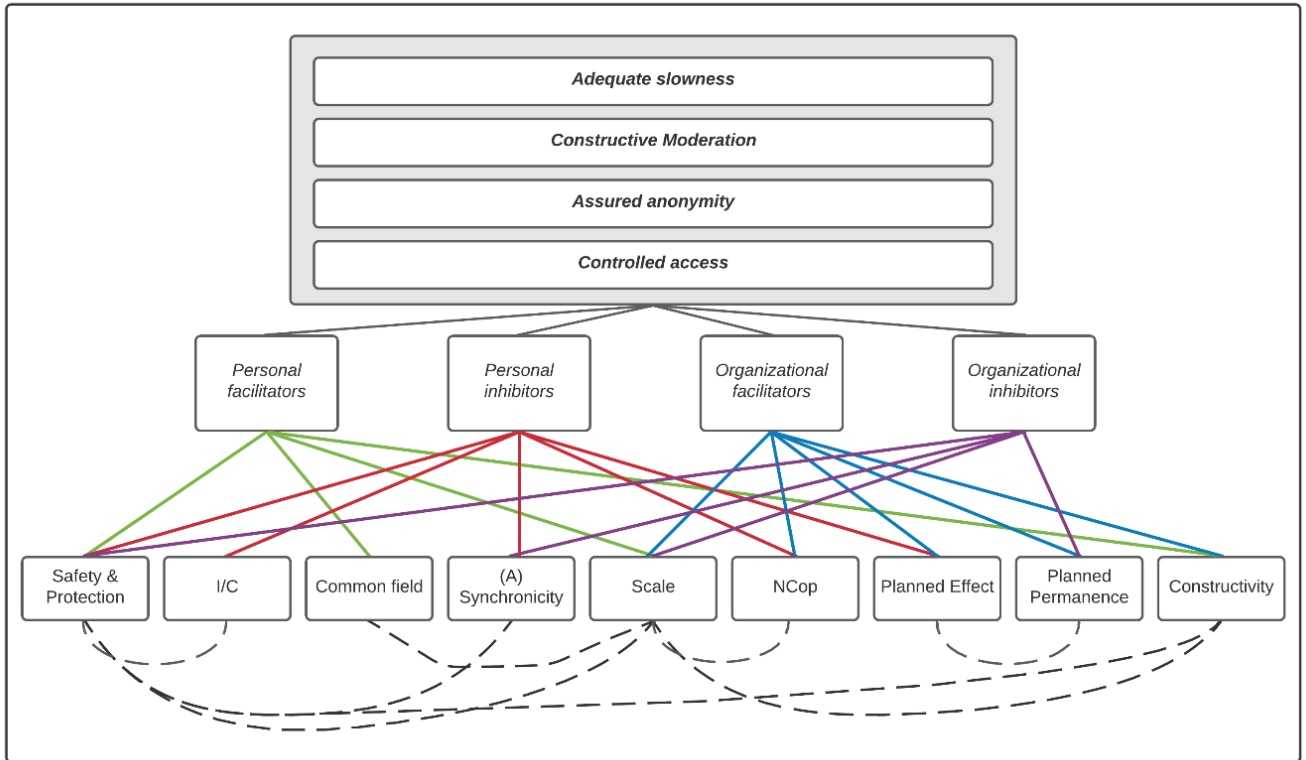 Adequate slowness
Constructive Moderation
Assured anonymity
Controlled access
Personal
facilitators
Personal
inhibitors
Organizational
facilitators
Organizational
inhibitors
Safety &
Protection
I/C
Common field
(A)
Synchronicity
Scale
NCop
Planned Effect
Planned
Permanence
Constructivity